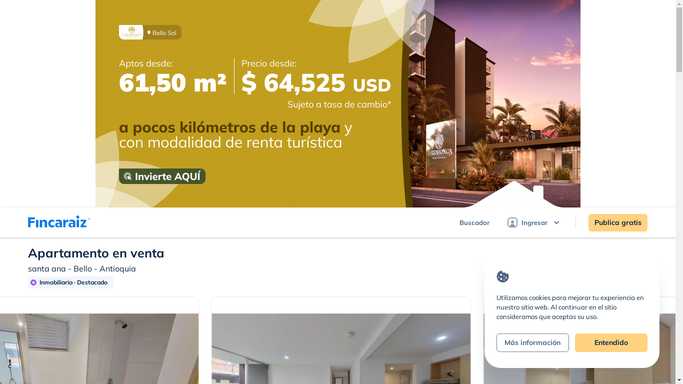 Bello Sol
Aptos desde:
61,50 m²
Precio desde:
$ 64,525 USD
Sujeto a tasa de cambio*
a pocos kilómetros de la playa y
con modalidad de renta turística
Invierte AQUÍ
Fincaraiz
Buscador
Ingresar
Publica gratis
Apartamento en venta
santa ana - Bello - Antioquia
Inmobiliaria · Destacado
Utilizamos cookies para mejorar tu experiencia en
nuestro sitio web. Al continuar en el sitio
consideramos que aceptas su uso.
Más información
Entendido